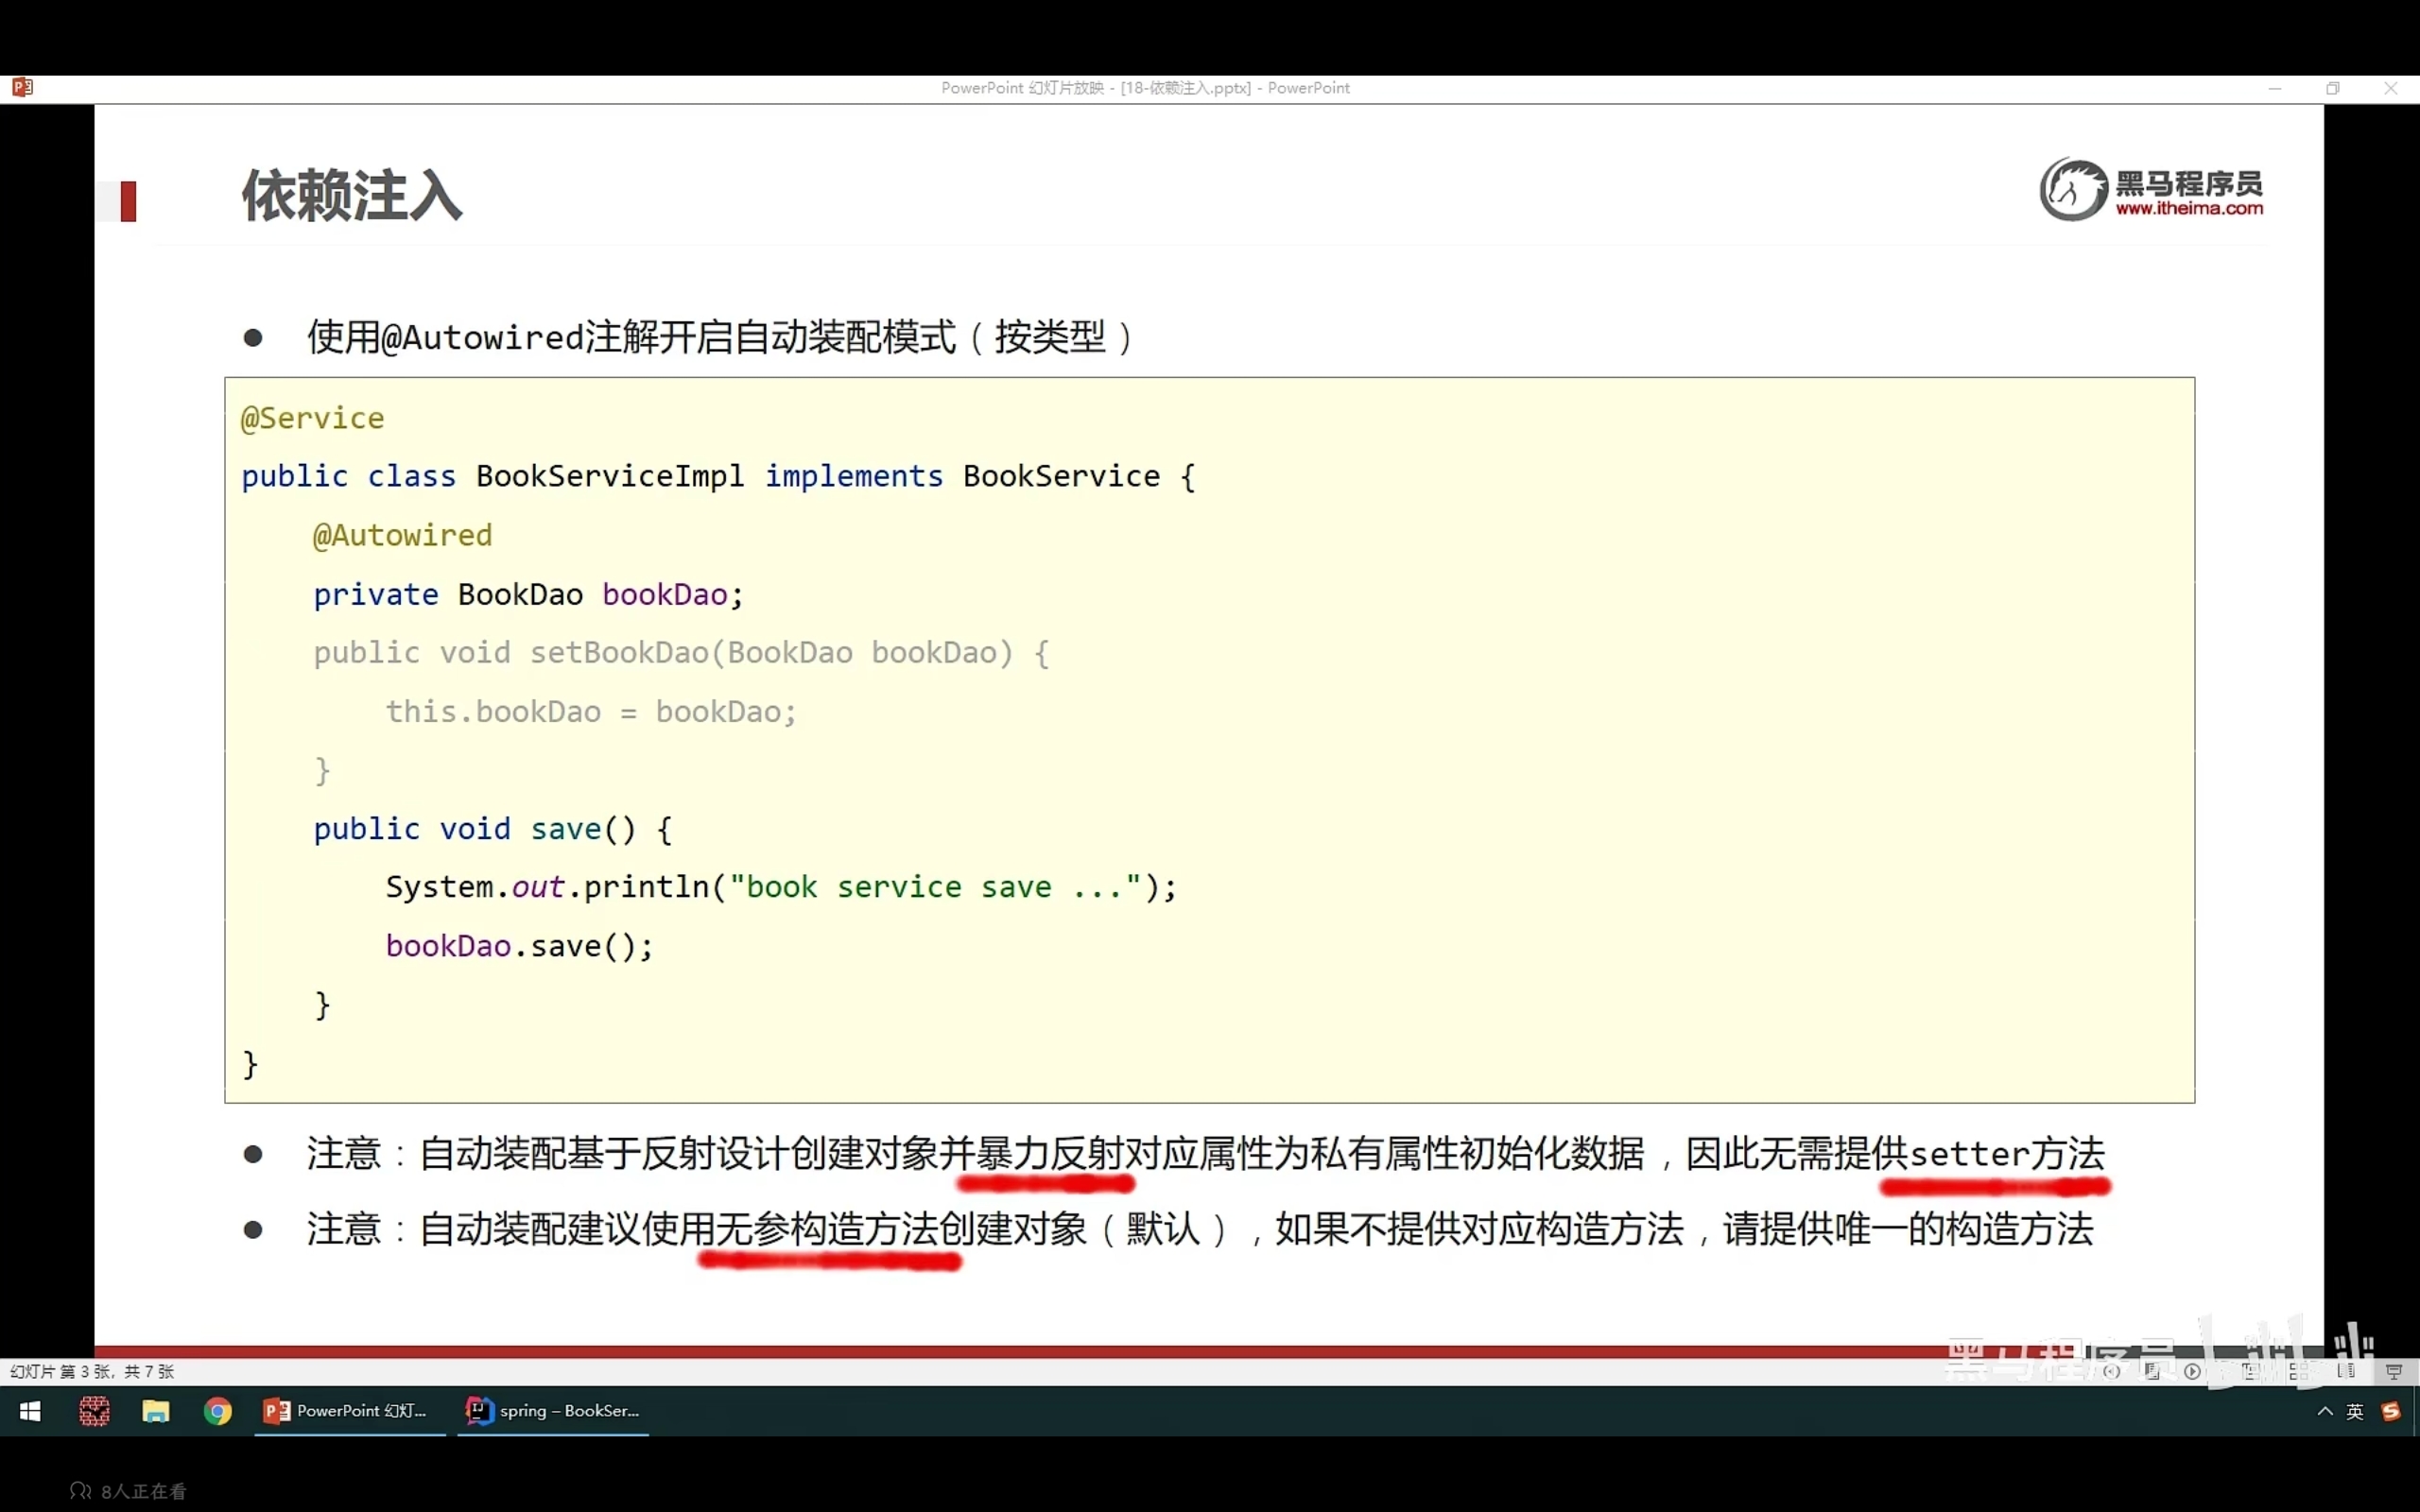 PowerPoint 幻灯片放映 - [18-依赖注入.pptx] - PowerPoint
依赖注入
黑马程序员
www.itheima.com
● 使用@Autowired注解开启自动装配模式（按类型）
@Service
public class BookServiceImpl implements BookService {
    @Autowired
    private BookDao bookDao;
    public void setBookDao(BookDao bookDao) {
        this.bookDao = bookDao;
    }
    public void save() {
        System.out.println("book service save ...");
        bookDao.save();
    }
}
● 注意：自动装配基于反射设计创建对象并暴力反射对应属性为私有属性初始化数据，因此无需提供setter方法
● 注意：自动装配建议使用无参构造方法创建对象（默认），如果不提供对应构造方法，请提供唯一的构造方法
黑马程序员
幻灯片 第 3 张，共 7 张
PowerPoint 幻灯... spring – BookSer... 英
8人正在看